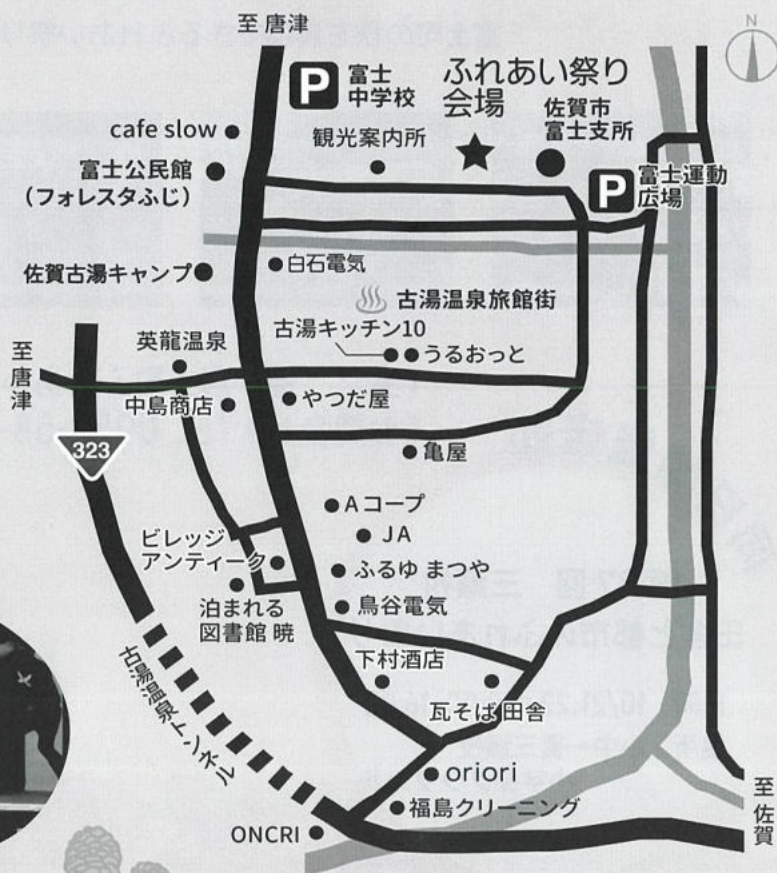 至 唐津
N
P
富士
中学校
ふれあい祭り
会場
佐賀市
富士支所
cafe slow
観光案内所
富士公民館
(フォレスタふじ)
P
富士運動
広場
佐賀古湯キャンプ
白石電気
古湯温泉旅館街
古湯キッチン10
うるおっと
英龍温泉
至唐津
中島商店
やつだ屋
323
亀屋
Aコープ
JA
ビレッジ
アンティーク
ふるゆ まつや
泊まれる
図書館 暁
鳥谷電気
古湯温泉トンネル
下村酒店
瓦そば 田舎
oriori
福島クリーニング
至 佐賀
ONCRI